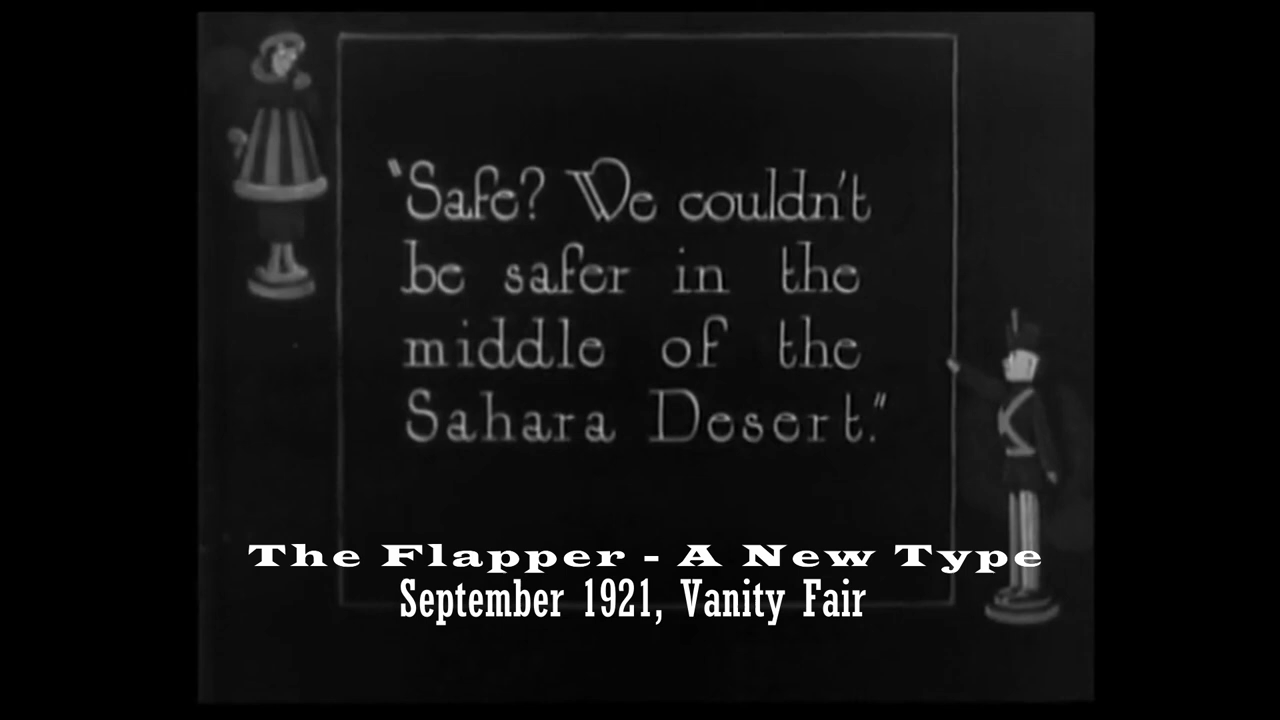 "Safe? We couldn't
be safer in the
middle of the
Sahara Desert."
The Flapper - A New Type
September 1921, Vanity Fair